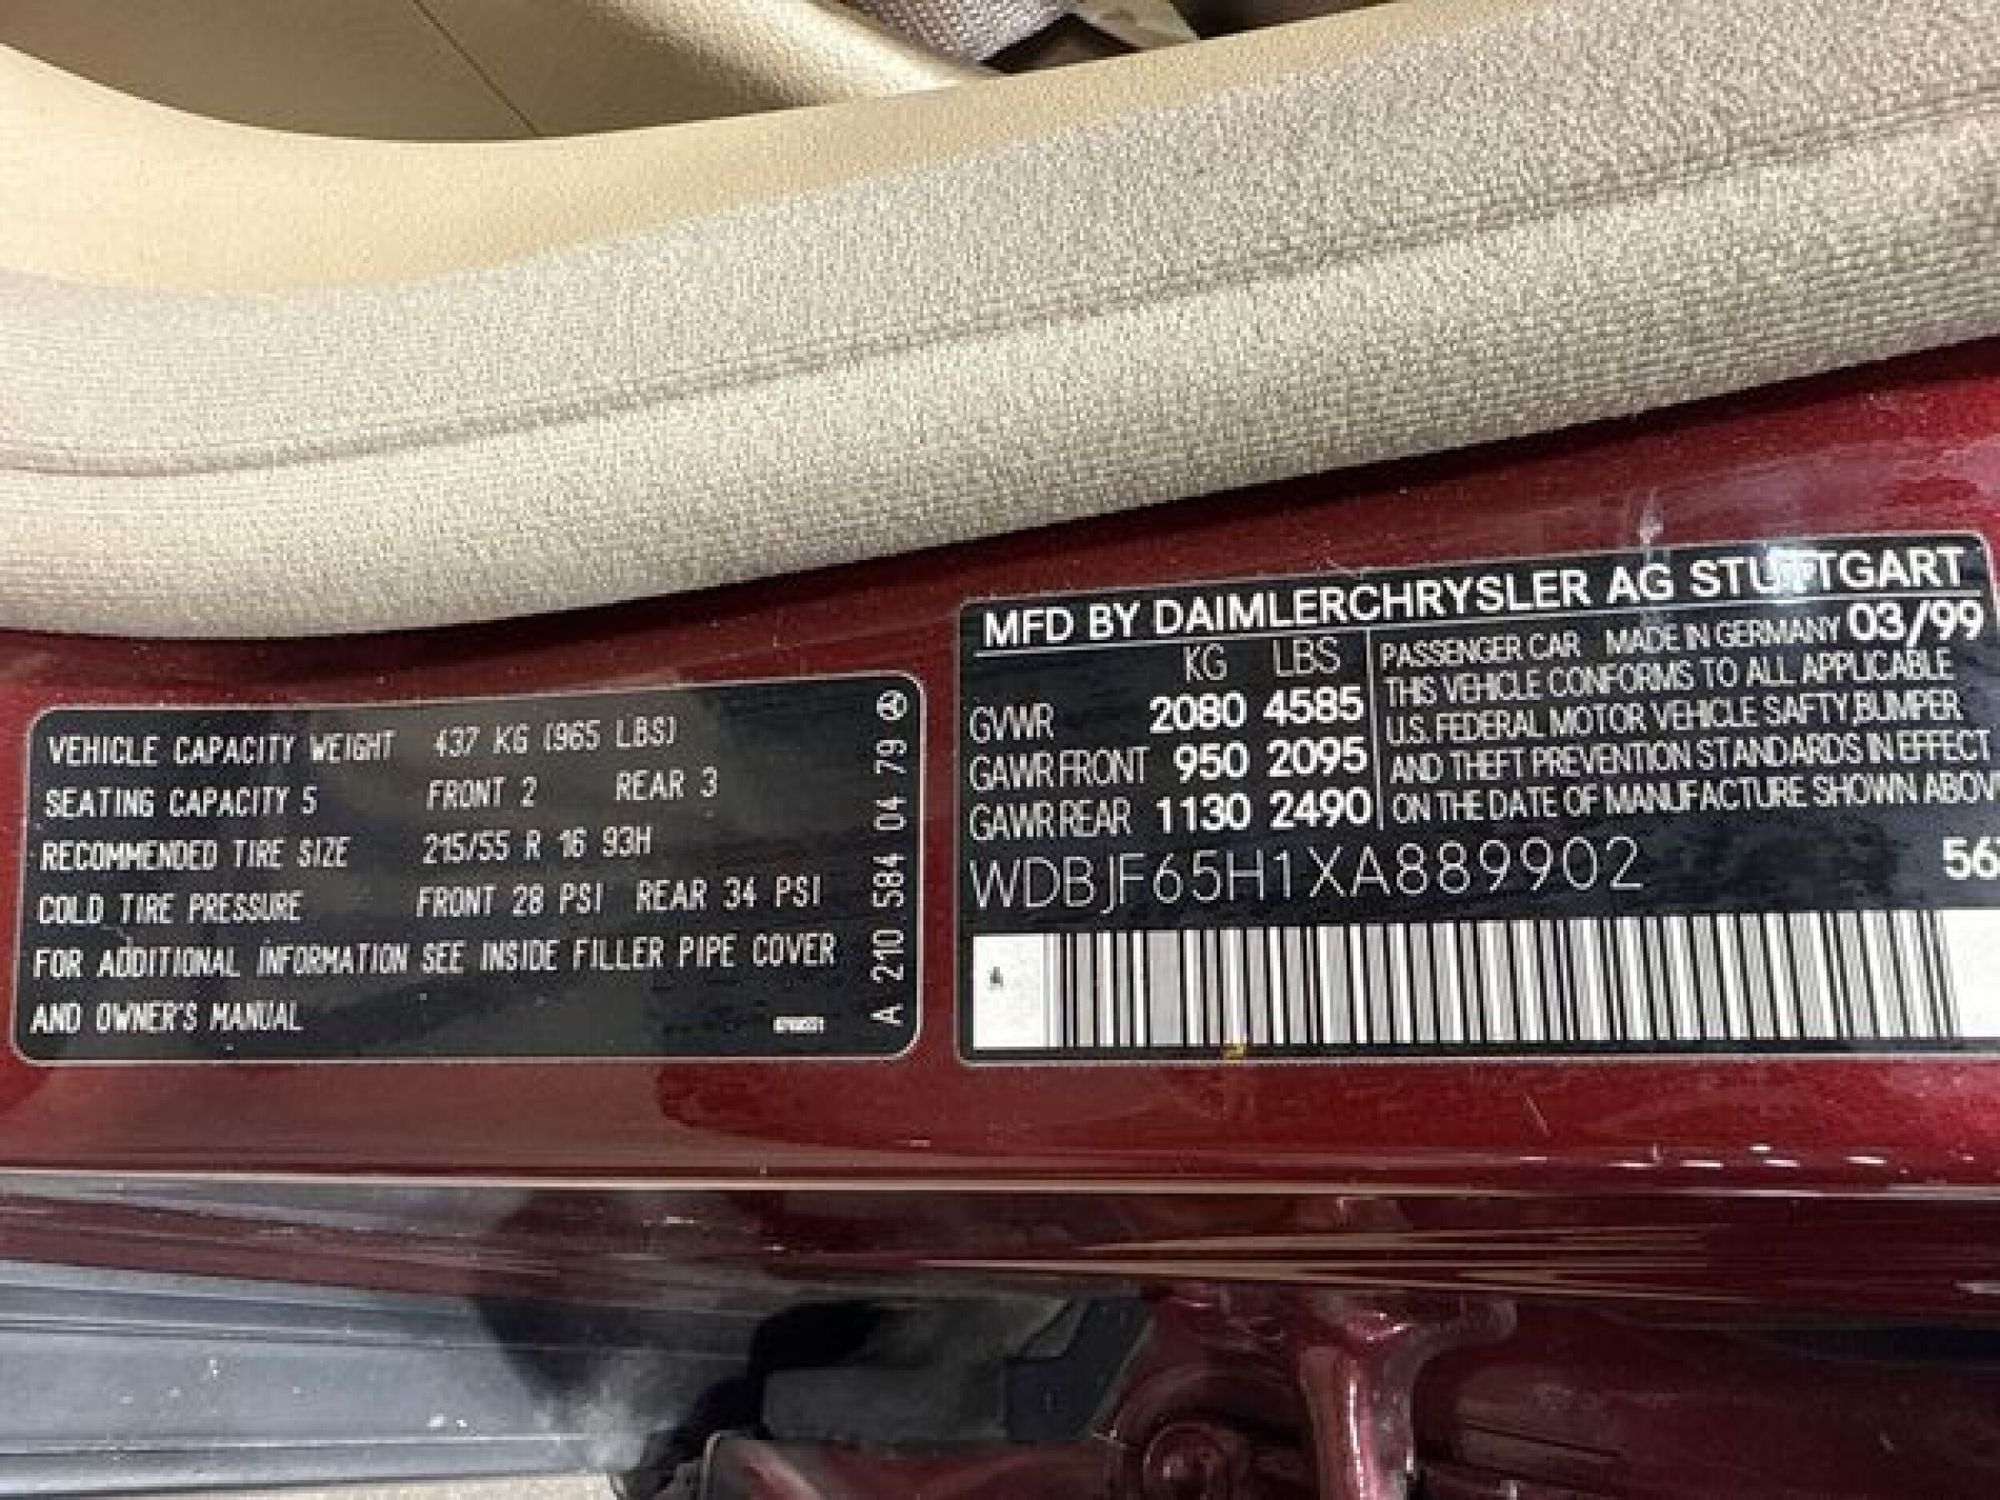 VEHICLE CAPACITY WEIGHT 437 KG (965 LBS)
SEATING CAPACITY 5 FRONT 2 REAR 3
RECOMMENDED TIRE SIZE 215/55 R 16 93H
COLD TIRE PRESSURE FRONT 28 PSI REAR 34 PSI
FOR ADDITIONAL INFORMATION SEE INSIDE FILLER PIPE COVER
AND OWNER'S MANUAL
A 210 584 04 79
MFD BY DAIMLERCHRYSLER AG STUTTGART
KG LBS
GVWR 2080 4585
GAWR FRONT 950 2095
GAWR REAR 1130 2490
PASSENGER CAR MADE IN GERMANY 03/99
THIS VEHICLE CONFORMS TO ALL APPLICABLE
U.S. FEDERAL MOTOR VEHICLE SAFTY,BUMPER
AND THEFT PREVENTION STANDARDS IN EFFECT
ON THE DATE OF MANUFACTURE SHOWN ABOV
WDBJF65H1XA889902